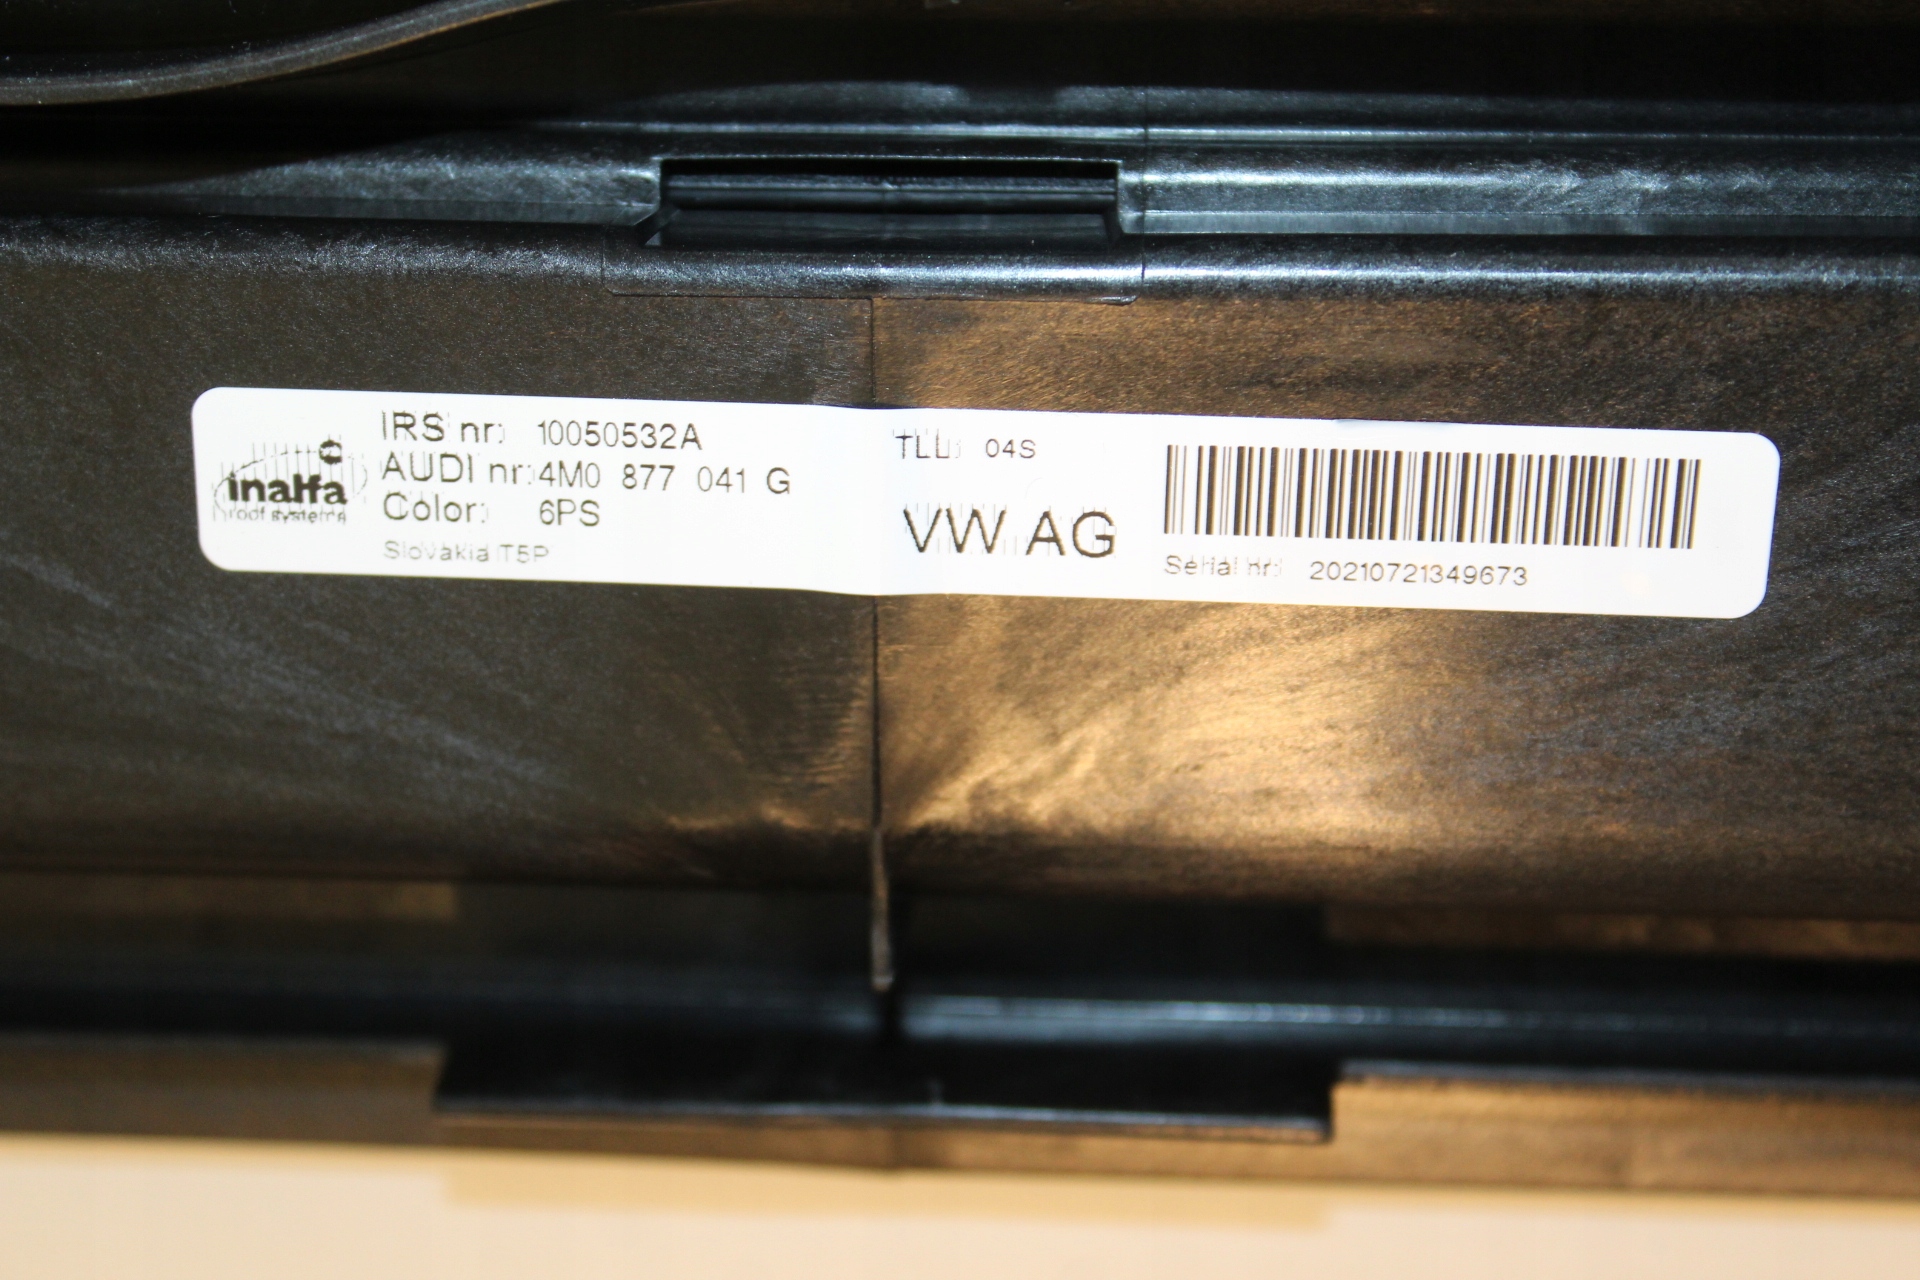 inalfa
roof systems
IRS nr: 10050532A
AUDI nr: 4M0 877 041 G
Color: 6PS
Slovakia T5P
TLL: 04S
VW AG
Serial nr: 20210721349673